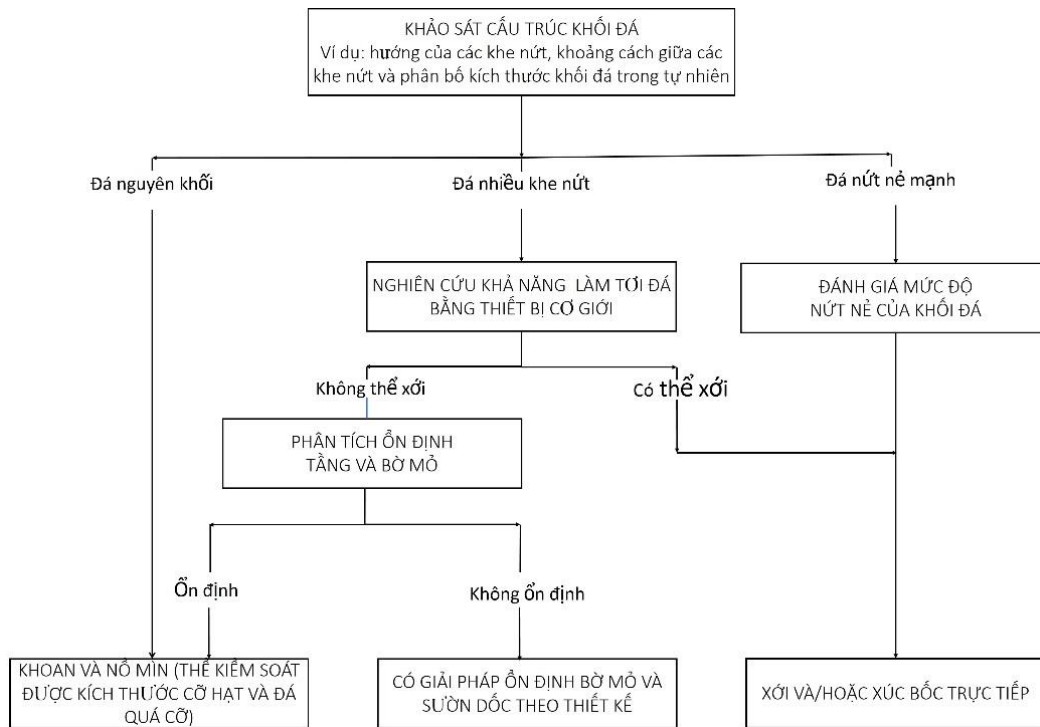 KHẢO SÁT CẤU TRÚC KHỐI ĐÁ
Ví dụ: hướng của các khe nứt, khoảng cách giữa các
khe nứt và phân bố kích thước khối đá trong tự nhiên
Đá nguyên khối
Đá nhiều khe nứt
Đá nứt nẻ mạnh
NGHIÊN CỨU KHẢ NĂNG LÀM TƠI ĐÁ
BẰNG THIẾT BỊ CƠ GIỚI
ĐÁNH GIÁ MỨC ĐỘ
NỨT NẺ CỦA KHỐI ĐÁ
Không thể xới
Có thể xới
PHÂN TÍCH ỔN ĐỊNH
TẦNG VÀ BỜ MỎ
Ổn định
Không ổn định
KHOAN VÀ NỔ MÌN (THỂ KIỂM SOÁT
ĐƯỢC KÍCH THƯỚC CỠ HẠT VÀ ĐÁ
QUÁ CỠ)
CÓ GIẢI PHÁP ỔN ĐỊNH BỜ MỎ VÀ
SƯỜN DỐC THEO THIẾT KẾ
XỚI VÀ/HOẶC XÚC BỐC TRỰC TIẾP